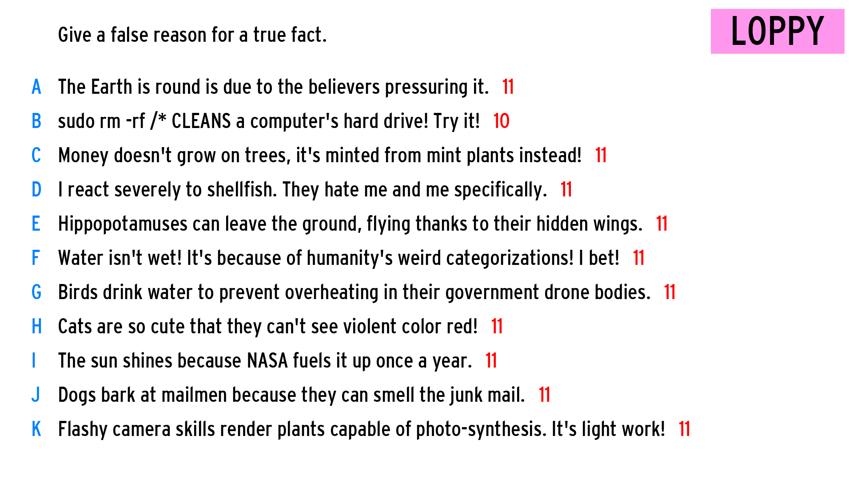 Give a false reason for a true fact.
LOPPY
A The Earth is round is due to the believers pressuring it. 11
B sudo rm -rf /* CLEANS a computer's hard drive! Try it! 10
C Money doesn't grow on trees, it's minted from mint plants instead! 11
D I react severely to shellfish. They hate me and me specifically. 11
E Hippopotamuses can leave the ground, flying thanks to their hidden wings. 11
F Water isn't wet! It's because of humanity's weird categorizations! I bet! 11
G Birds drink water to prevent overheating in their government drone bodies. 11
H Cats are so cute that they can't see violent color red! 11
I The sun shines because NASA fuels it up once a year. 11
J Dogs bark at mailmen because they can smell the junk mail. 11
K Flashy camera skills render plants capable of photo-synthesis. It's light work! 11